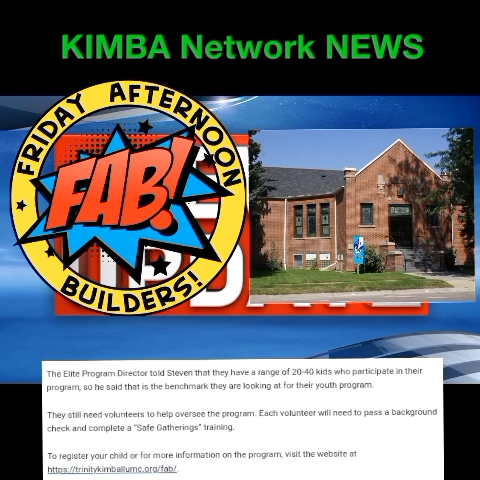 KIMBA Network NEWS
FRIDAY AFTERNOON
FAB!
BUILDERS!
The Elite Program Director told Steven that they have a range of 20-40 kids who participate in their
program, so he said that is the benchmark they are looking at for their youth program.
They still need volunteers to help oversee the program. Each volunteer will need to pass a background
check and complete a "Safe Gatherings" training.
To register your child or for more information on the program, visit the website at
https://trinitykimballumc.org/fab/.